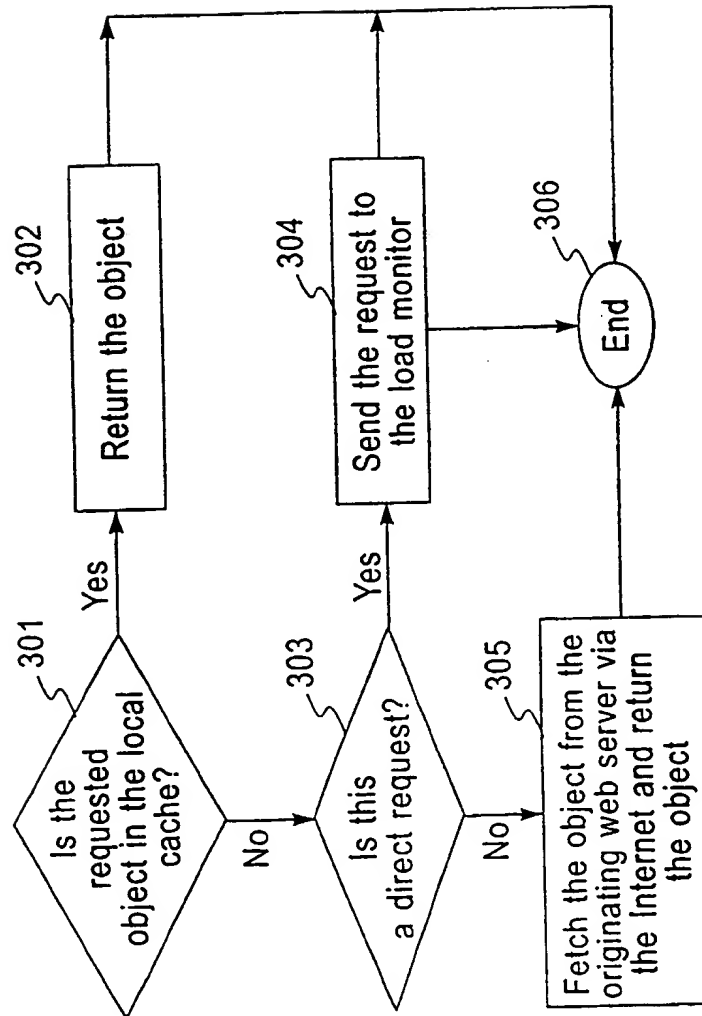 301
Is the
requested
object in the local
cache?
Yes
302
Return the object
No
303
Is this
a direct request?
Yes
304
Send the request to
the load monitor
No
305
Fetch the object from the
originating web server via
the Internet and return
the object
306
End